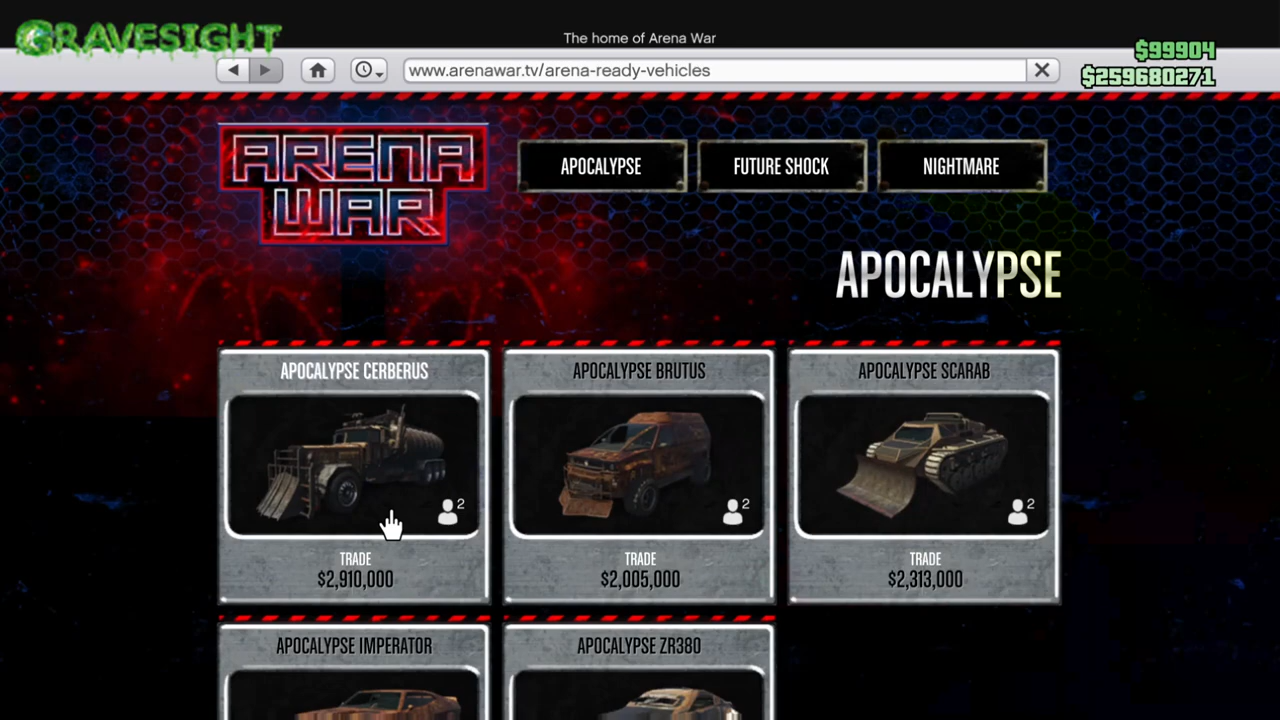 GRAVESIGHT
The home of Arena War
$99904
www.arenawar.tv/arena-ready-vehicles
$259680271
ARENA
WAR
APOCALYPSE
FUTURE SHOCK
NIGHTMARE
APOCALYPSE
APOCALYPSE CERBERUS
APOCALYPSE BRUTUS
APOCALYPSE SCARAB
2
2
2
TRADE
$2,910,000
TRADE
$2,005,000
TRADE
$2,313,000
APOCALYPSE IMPERATOR
APOCALYPSE ZR380